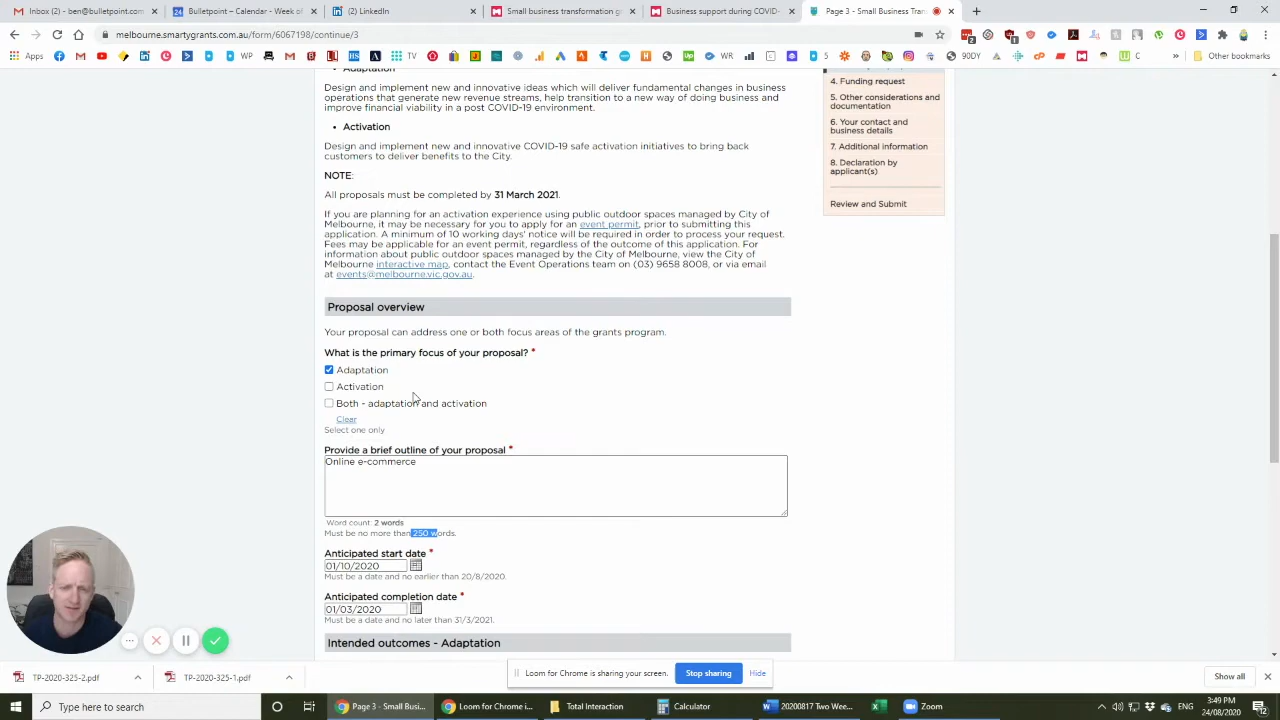 Inbox (2) - ben@bulletpoint.com
Bulletpoint – Calendar - Week of
(2) LinkedIn
Small business transformation gr
Business support during COVID-
Page 3 - Small Business Tran
melbourne.smartygrants.com.au/form/6067198/continue/3
Apps
WP
TV
WR
5
90DY
C
Other bookmarks
Adaptation
Design and implement new and innovative ideas which will deliver fundamental changes in business
operations that generate new revenue streams, help transition to a new way of doing business and
improve financial viability in a post COVID-19 environment.
• Activation
Design and implement new and innovative COVID-19 safe activation initiatives to bring back
customers to deliver benefits to the City.
NOTE:
All proposals must be completed by 31 March 2021.
If you are planning for an activation experience using public outdoor spaces managed by City of
Melbourne, it may be necessary for you to apply for an event permit, prior to submitting this
application. A minimum of 10 working days' notice will be required in order to process your request.
Fees may be applicable for an event permit, regardless of the outcome of this application. For
information about public outdoor spaces managed by the City of Melbourne, view the City of
Melbourne interactive map, contact the Event Operations team on (03) 9658 8008, or via email
at events@melbourne.vic.gov.au.
4. Funding request
5. Other considerations and
documentation
6. Your contact and
business details
7. Additional information
8. Declaration by
applicant(s)
Review and Submit
Proposal overview
Your proposal can address one or both focus areas of the grants program.
What is the primary focus of your proposal? *
Adaptation
Activation
Both - adaptation and activation
Clear
Select one only
Provide a brief outline of your proposal *
Online e-commerce
Word count: 2 words
Must be no more than 250 words.
Anticipated start date *
01/10/2020
Must be a date and no earlier than 20/8/2020.
Anticipated completion date *
01/03/2020
Must be a date and no later than 31/3/2021.
Intended outcomes - Adaptation
Loom for Chrome is sharing your screen.
Stop sharing
Hide
TP-2020-325-2.pdf
TP-2020-325-1.pdf
Show all
Type here to search
Page 3 - Small Busi...
Loom for Chrome i...
Total Interaction
Calculator
20200817 Two Wee...
Zoom
3:49 PM
24/08/2020